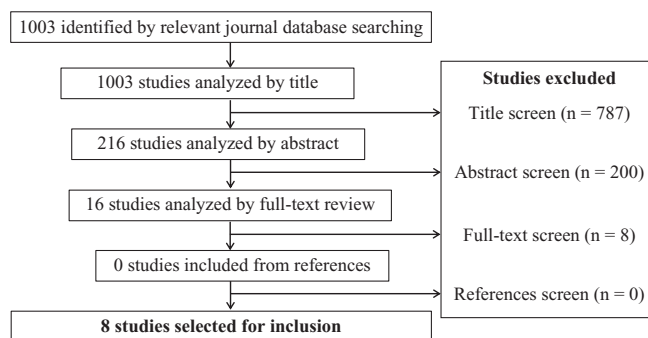 1003 identified by relevant journal database searching
1003 studies analyzed by title
216 studies analyzed by abstract
16 studies analyzed by full-text review
0 studies included from references
8 studies selected for inclusion
Studies excluded
Title screen (n = 787)
Abstract screen (n = 200)
Full-text screen (n = 8)
References screen (n = 0)